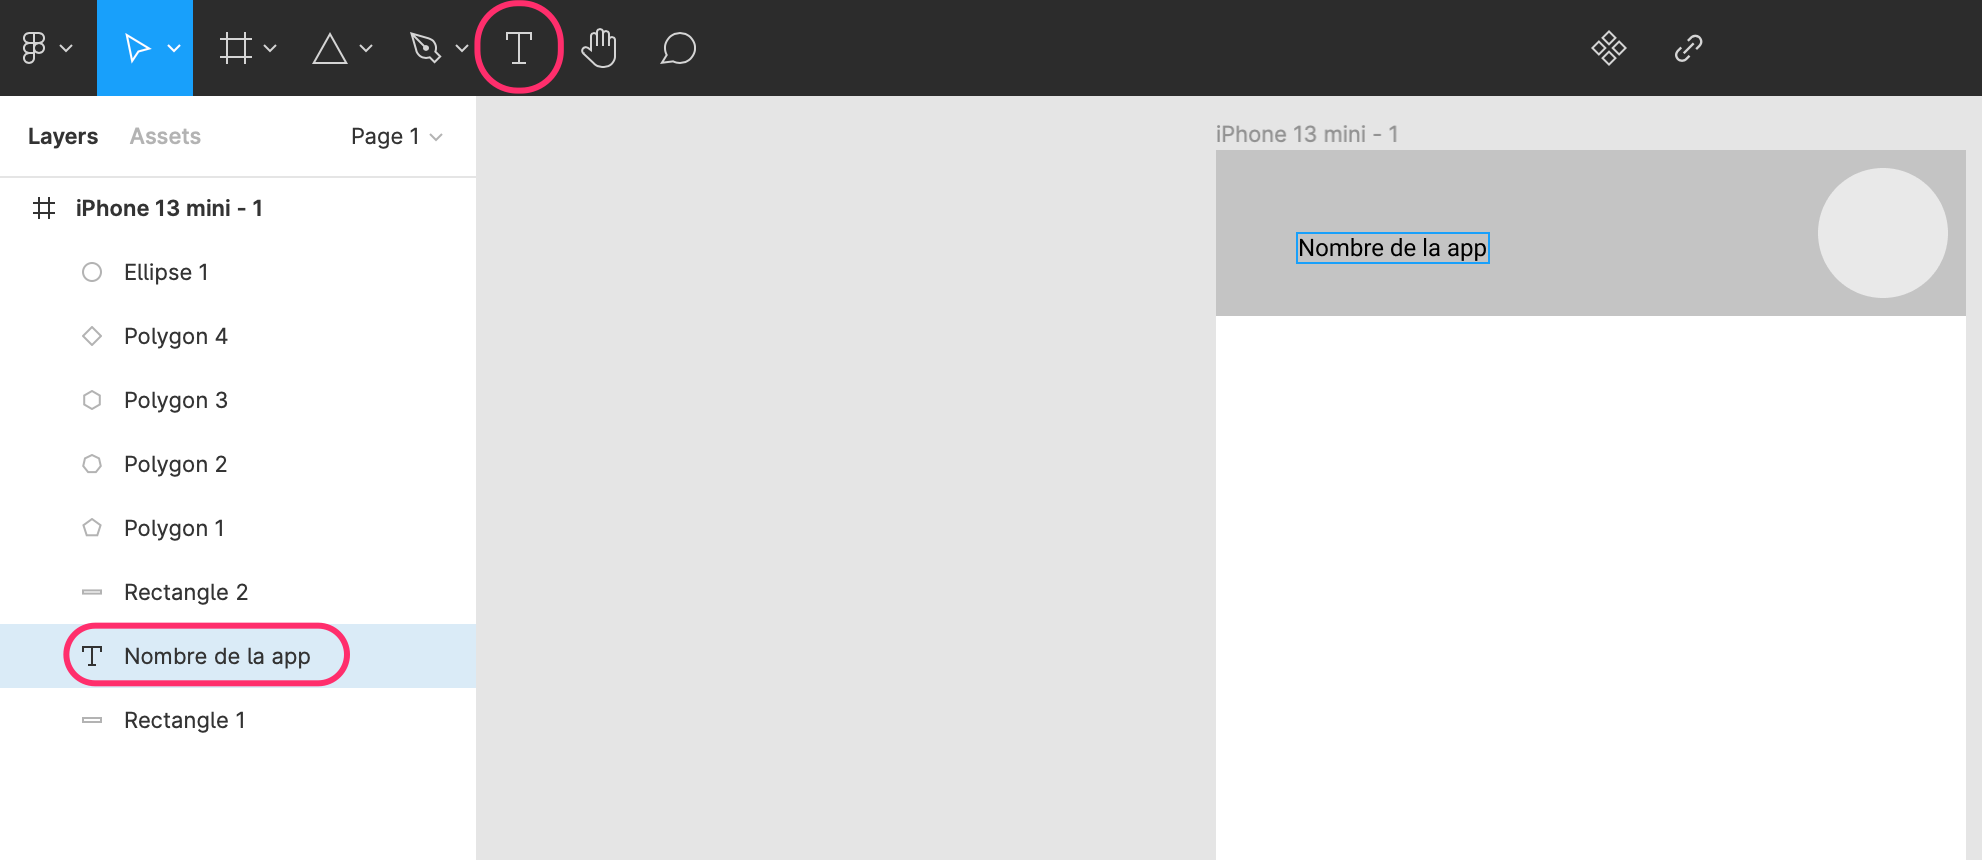 Layers Assets Page 1
iPhone 13 mini - 1
Ellipse 1
Polygon 4
Polygon 3
Polygon 2
Polygon 1
Rectangle 2
Nombre de la app
Rectangle 1
iPhone 13 mini - 1
Nombre de la app